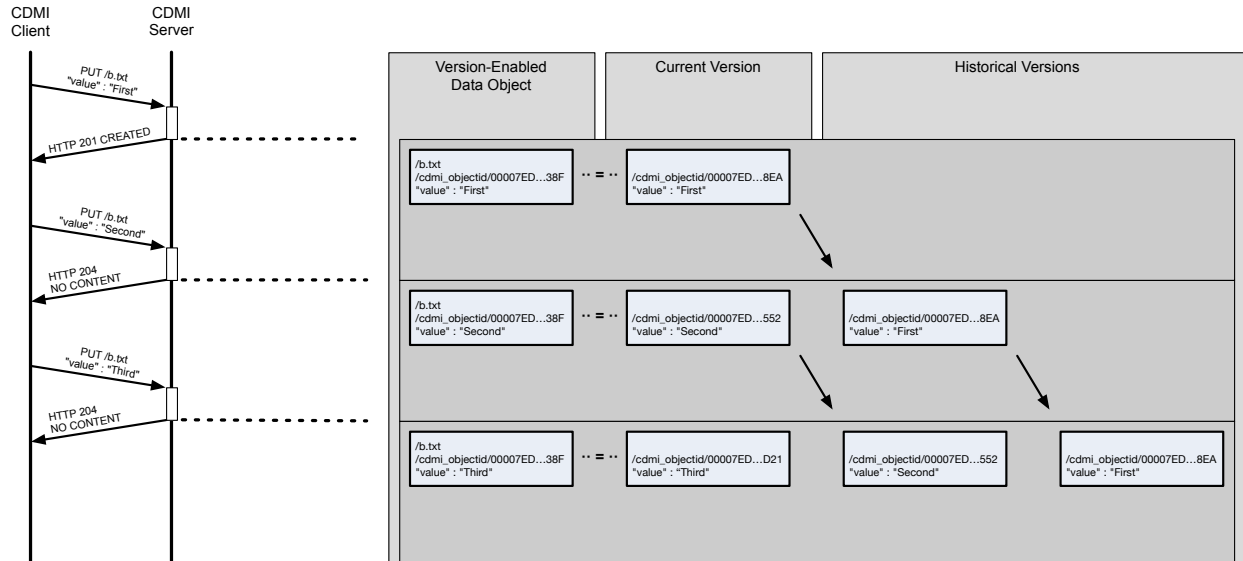 CDMI
Client
CDMI
Server
PUT /b.txt
"value" : "First"
HTTP 201 CREATED
PUT /b.txt
"value" : "Second"
HTTP 204
NO CONTENT
PUT /b.txt
"value" : "Third"
HTTP 204
NO CONTENT
Version-Enabled
Data Object
Current Version
Historical Versions
/b.txt
/cdmi_objectid/00007ED...38F
"value" : "First"
·· = ··
/cdmi_objectid/00007ED...8EA
"value" : "First"
/b.txt
/cdmi_objectid/00007ED...38F
"value" : "Second"
·· = ··
/cdmi_objectid/00007ED...552
"value" : "Second"
/cdmi_objectid/00007ED...8EA
"value" : "First"
/b.txt
/cdmi_objectid/00007ED...38F
"value" : "Third"
·· = ··
/cdmi_objectid/00007ED...D21
"value" : “Third"
/cdmi_objectid/00007ED...552
"value" : "Second"
/cdmi_objectid/00007ED...8EA
"value" : "First"